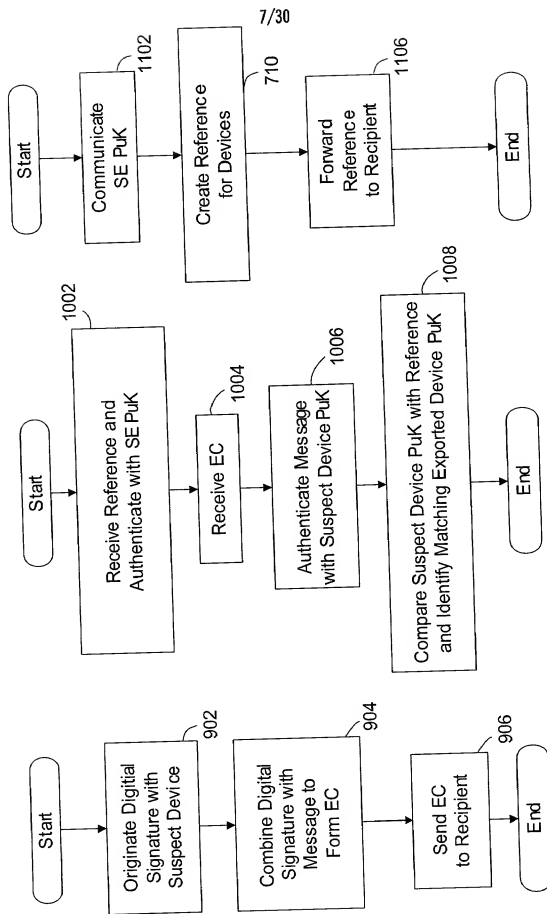 7/30
Start
Originate Digitial
Signature with
Suspect Device
902
Combine Digital
Signature with
Message to
Form EC
904
Send EC
to Recipient
906
End
Start
Receive Reference and
Authenticate with SE PuK
1002
Receive EC
1004
Authenticate Message
with Suspect Device PuK
1006
Compare Suspect Device PuK with Reference
and Identify Matching Exported Device PuK
1008
End
Start
Communicate
SE PuK
1102
Create Reference
for Devices
710
Forward
Reference
to Recipient
1106
End